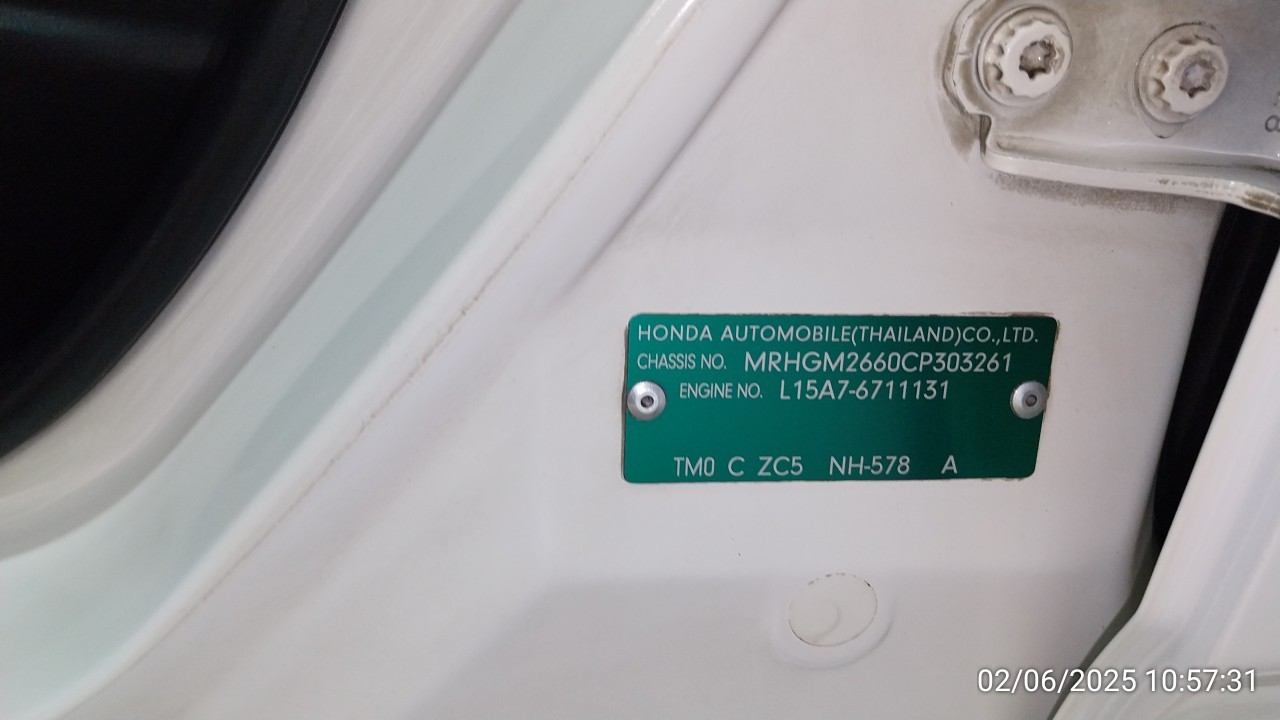 HONDA AUTOMOBILE(THAILAND)CO.,LTD.
CHASSIS NO. MRHGM2660CP303261
ENGINE NO. L15A7-6711131
TM0 C ZC5 NH-578 A
02/06/2025 10:57:31